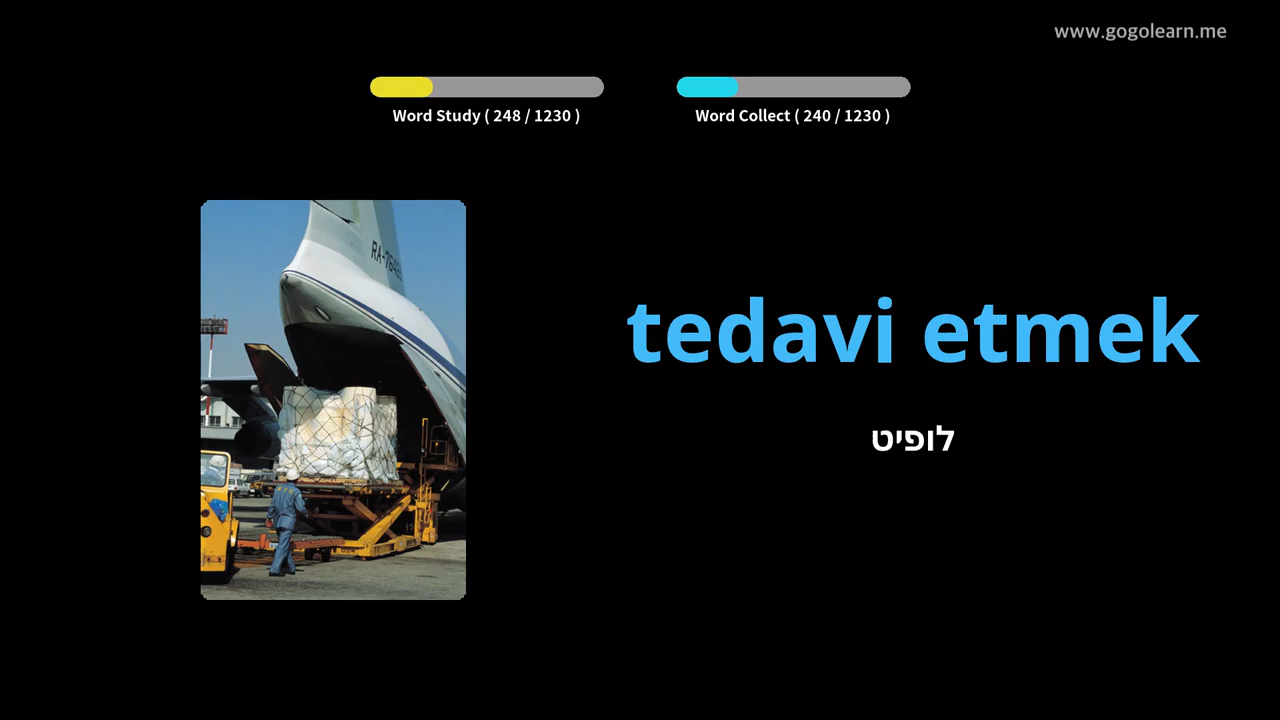 www.gogolearn.me
Word Study ( 248 / 1230 )
Word Collect ( 240 / 1230 )
tedavi etmek
לופיט